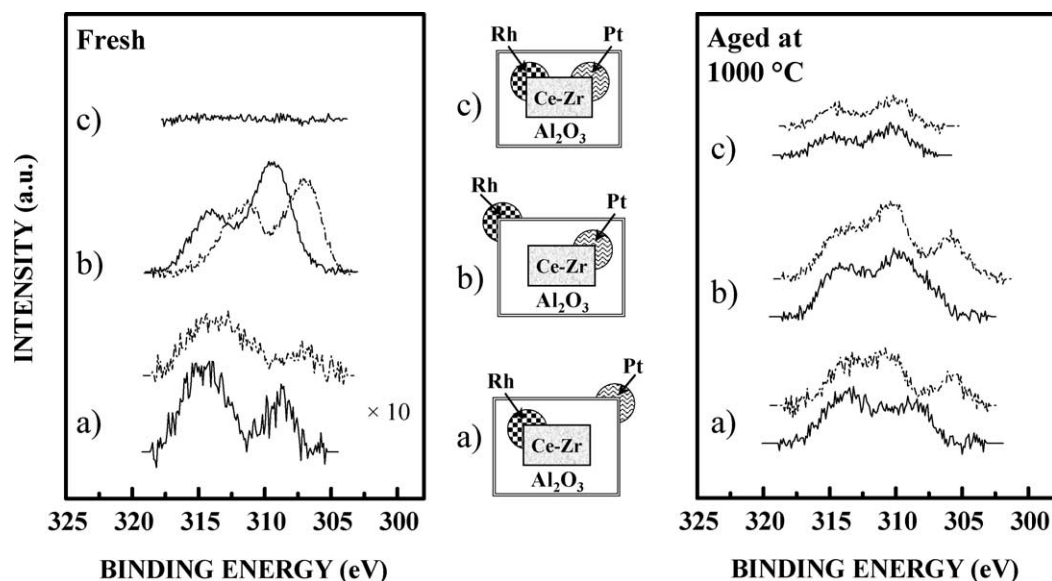 Fresh
c)
b)
a)
× 10
325 320 315 310 305 300
BINDING ENERGY (eV)
INTENSITY (a.u.)
Rh Pt
c)
Ce-Zr
Al₂O₃
Rh
Pt
b)
Ce-Zr
Al₂O₃
Pt
Rh
a)
Ce-Zr
Al₂O₃
Aged at
1000 °C
c)
b)
a)
325 320 315 310 305 300
BINDING ENERGY (eV)